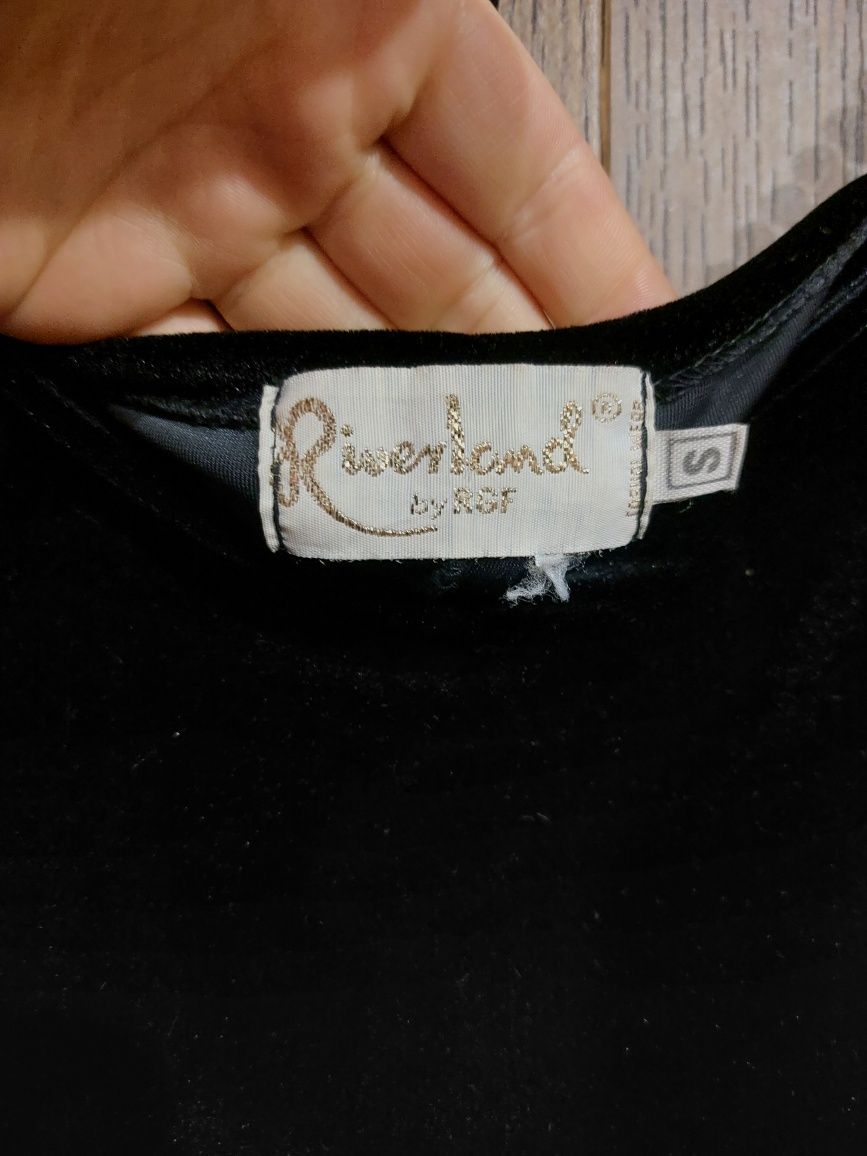 Riverland ®
by RGF
S